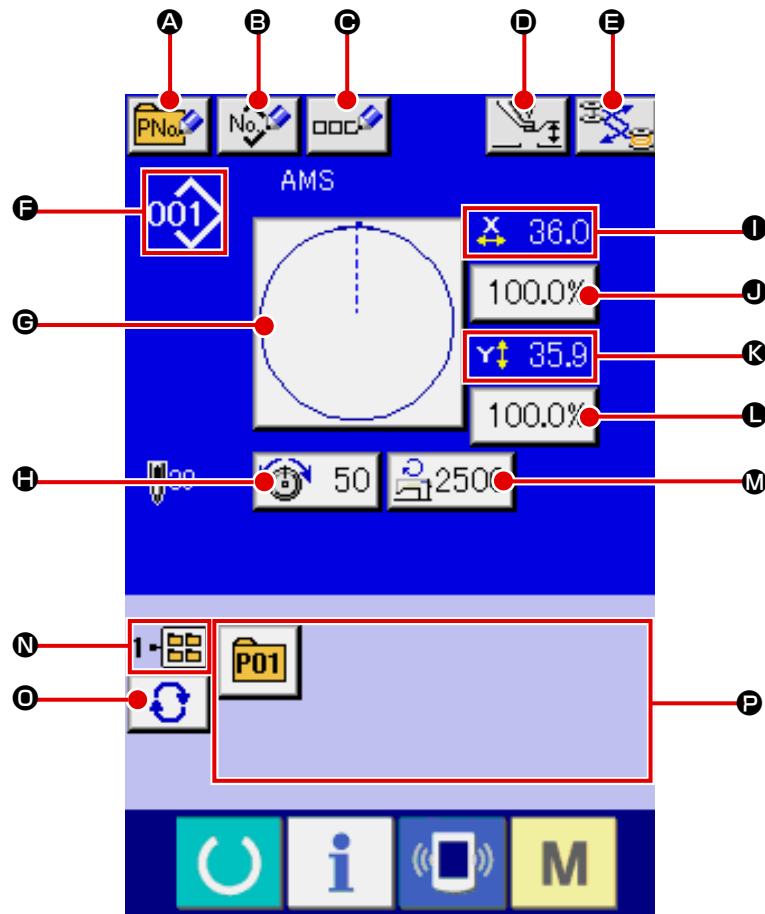 A B C D E
PNo. No.
F 001 AMS
X 36.0 I
100.0% J
G
Y 35.9 K
100.0% L
H 50 2500 M
N 1
P01
O P
i M